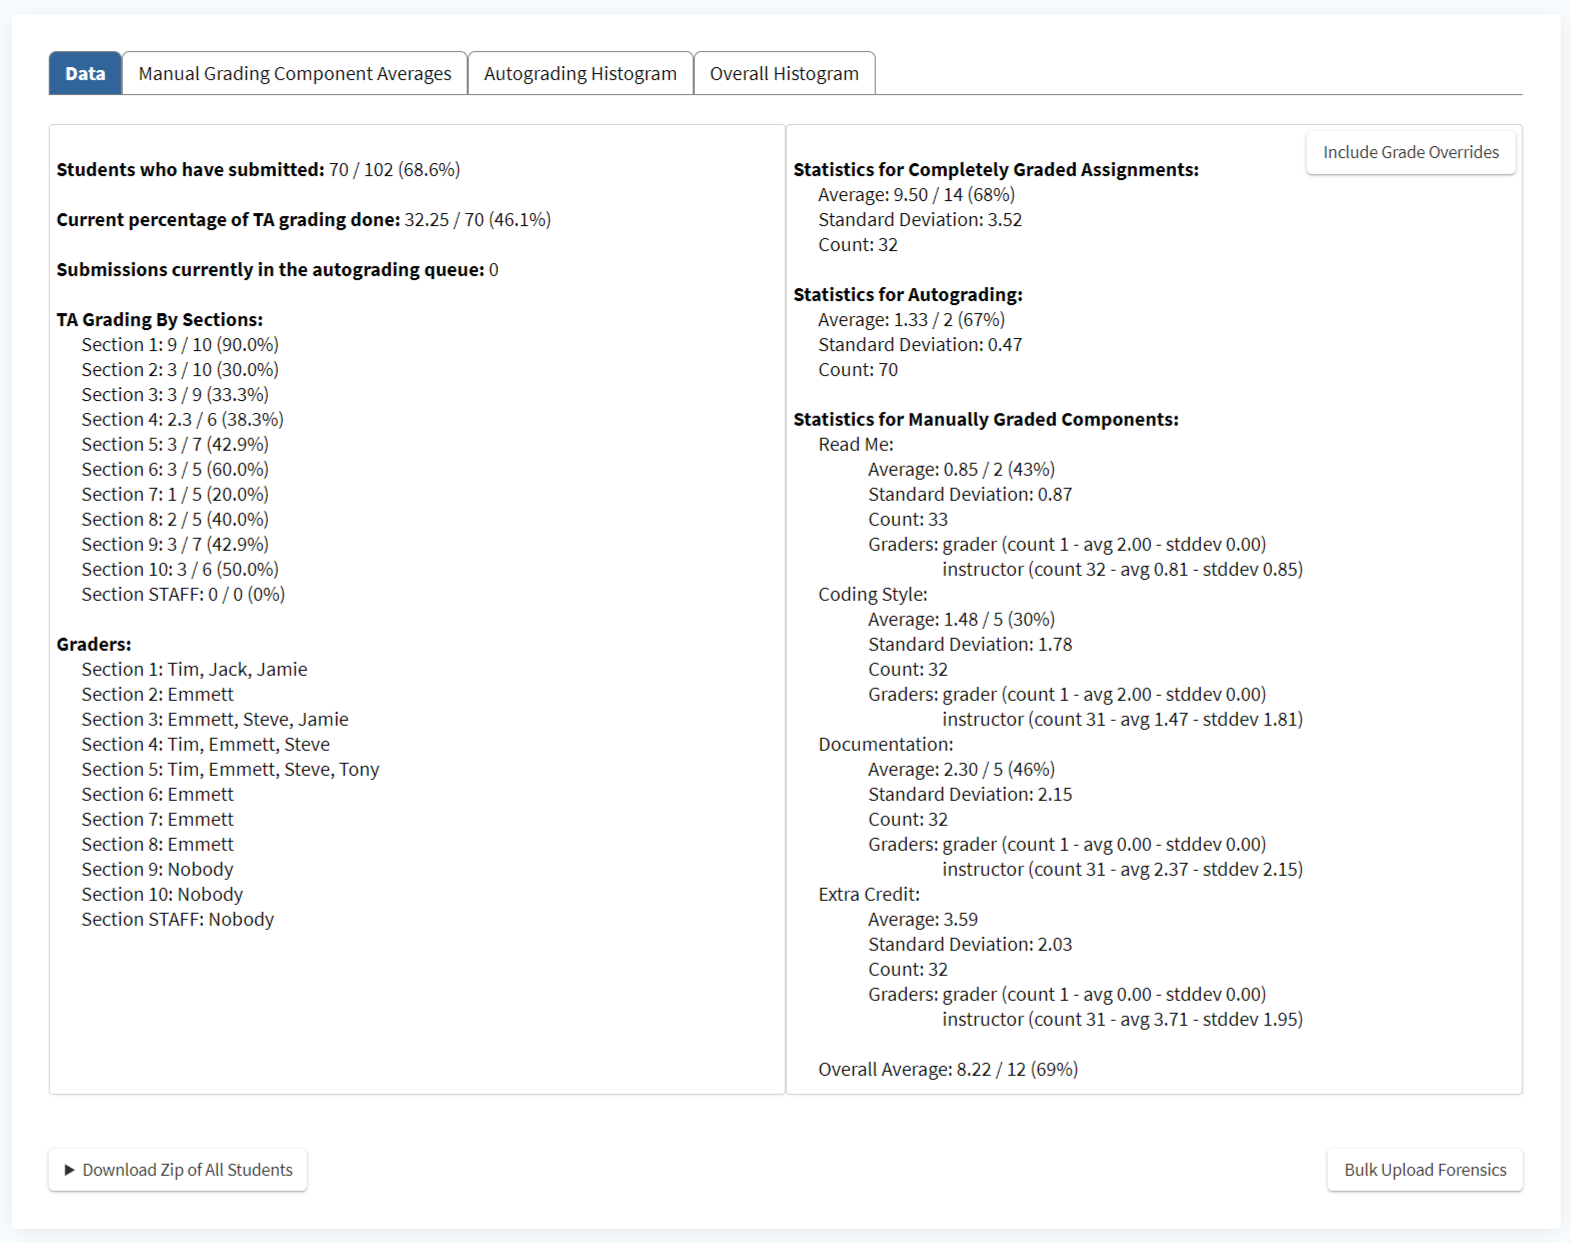 Data
Manual Grading Component Averages
Autograding Histogram
Overall Histogram
Students who have submitted: 70 / 102 (68.6%)
Current percentage of TA grading done: 32.25 / 70 (46.1%)
Submissions currently in the autograding queue: 0
TA Grading By Sections:
Section 1: 9 / 10 (90.0%)
Section 2: 3 / 10 (30.0%)
Section 3: 3 / 9 (33.3%)
Section 4: 2.3 / 6 (38.3%)
Section 5: 3 / 7 (42.9%)
Section 6: 3 / 5 (60.0%)
Section 7: 1 / 5 (20.0%)
Section 8: 2 / 5 (40.0%)
Section 9: 3 / 7 (42.9%)
Section 10: 3 / 6 (50.0%)
Section STAFF: 0 / 0 (0%)
Graders:
Section 1: Tim, Jack, Jamie
Section 2: Emmett
Section 3: Emmett, Steve, Jamie
Section 4: Tim, Emmett, Steve
Section 5: Tim, Emmett, Steve, Tony
Section 6: Emmett
Section 7: Emmett
Section 8: Emmett
Section 9: Nobody
Section 10: Nobody
Section STAFF: Nobody
Include Grade Overrides
Statistics for Completely Graded Assignments:
Average: 9.50 / 14 (68%)
Standard Deviation: 3.52
Count: 32
Statistics for Autograding:
Average: 1.33 / 2 (67%)
Standard Deviation: 0.47
Count: 70
Statistics for Manually Graded Components:
Read Me:
Average: 0.85 / 2 (43%)
Standard Deviation: 0.87
Count: 33
Graders: grader (count 1 - avg 2.00 - stddev 0.00)
instructor (count 32 - avg 0.81 - stddev 0.85)
Coding Style:
Average: 1.48 / 5 (30%)
Standard Deviation: 1.78
Count: 32
Graders: grader (count 1 - avg 2.00 - stddev 0.00)
instructor (count 31 - avg 1.47 - stddev 1.81)
Documentation:
Average: 2.30 / 5 (46%)
Standard Deviation: 2.15
Count: 32
Graders: grader (count 1 - avg 0.00 - stddev 0.00)
instructor (count 31 - avg 2.37 - stddev 2.15)
Extra Credit:
Average: 3.59
Standard Deviation: 2.03
Count: 32
Graders: grader (count 1 - avg 0.00 - stddev 0.00)
instructor (count 31 - avg 3.71 - stddev 1.95)
Overall Average: 8.22 / 12 (69%)
Download Zip of All Students
Bulk Upload Forensics